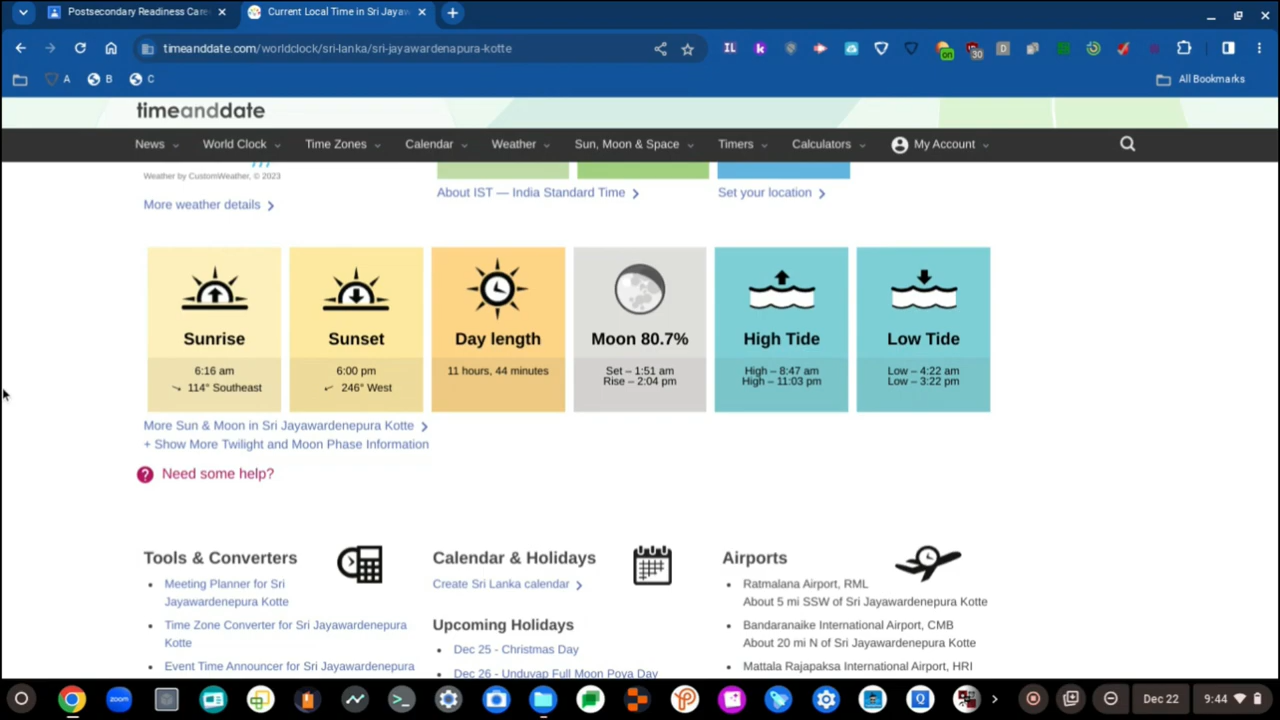 Postsecondary Readiness Care
Current Local Time in Sri Jayaw
timeanddate.com/worldclock/sri-lanka/sri-jayawardenapura-kotte
IL
k
on
30
D
A
B
C
All Bookmarks
timeanddate
News
World Clock
Time Zones
Calendar
Weather
Sun, Moon & Space
Timers
Calculators
My Account
Weather by CustomWeather, © 2023
More weather details
About IST — India Standard Time
Set your location
Sunrise
6:16 am
114° Southeast
Sunset
6:00 pm
246° West
Day length
11 hours, 44 minutes
Moon 80.7%
Set – 1:51 am
Rise – 2:04 pm
High Tide
High – 8:47 am
High – 11:03 pm
Low Tide
Low – 4:22 am
Low – 3:22 pm
More Sun & Moon in Sri Jayawardenepura Kotte
+ Show More Twilight and Moon Phase Information
? Need some help?
Tools & Converters
Meeting Planner for Sri
Jayawardenepura Kotte
Time Zone Converter for Sri Jayawardenepura
Kotte
Event Time Announcer for Sri Jayawardenepura
Calendar & Holidays
Create Sri Lanka calendar
Upcoming Holidays
Dec 25 - Christmas Day
Dec 26 - Unduvap Full Moon Poya Day
Airports
Ratmalana Airport, RML
About 5 mi SSW of Sri Jayawardenepura Kotte
Bandaranaike International Airport, CMB
About 20 mi N of Sri Jayawardenepura Kotte
Mattala Rajapaksa International Airport, HRI
zoom
Q
Dec 22
9:44